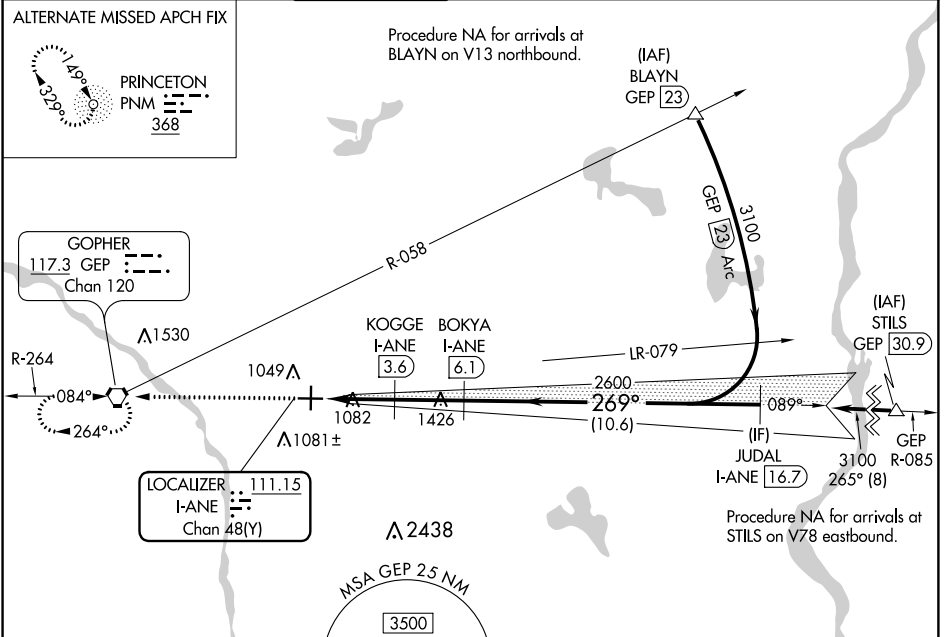 ALTERNATE MISSED APCH FIX
149°
329°
PRINCETON
PNM
368
Procedure NA for arrivals at
BLAYN on V13 northbound.
(IAF)
BLAYN
GEP 23
3100
GEP 23 Arc
R-058
GOPHER
117.3 GEP
Chan 120
1530
R-264
084°
264°
1049
1081±
KOGGE
I-ANE
3.6
BOKYA
I-ANE
6.1
LR-079
2600
269°
(10.6)
1082
1426
089°
(IF)
JUDAL
I-ANE 16.7
(IAF)
STILS
GEP 30.9
GEP
R-085
3100
265° (8)
LOCALIZER 111.15
I-ANE
Chan 48(Y)
Procedure NA for arrivals at
STILS on V78 eastbound.
2438
MSA GEP 25 NM
3500